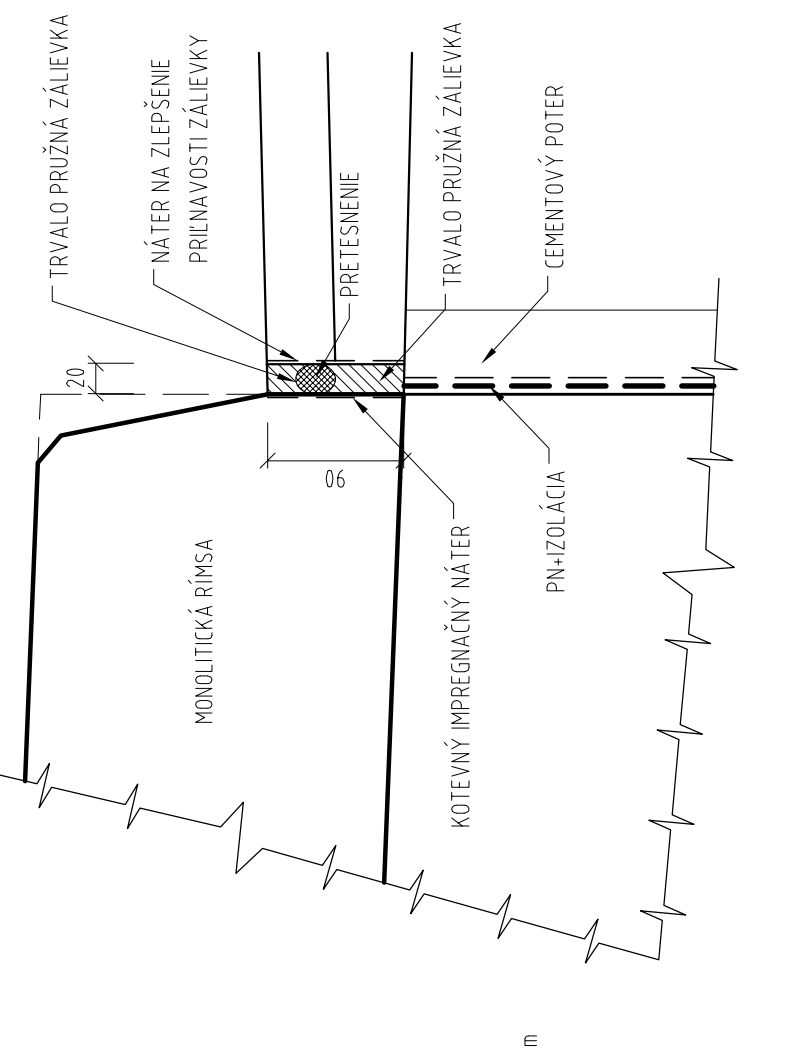 TRVALO PRUŽNÁ ZÁLIEVKA
NÁTER NA ZLEPŠENIE
PRIĽNAVOSTI ZÁLIEVKY
PRETESNENIE
TRVALO PRUŽNÁ ZÁLIEVKA
CEMENTOVÝ POTER
20
90
MONOLITICKÁ RÍMSA
KOTEVNÝ IMPREGNAČNÝ NÁTER
PN+IZOLÁCIA
m